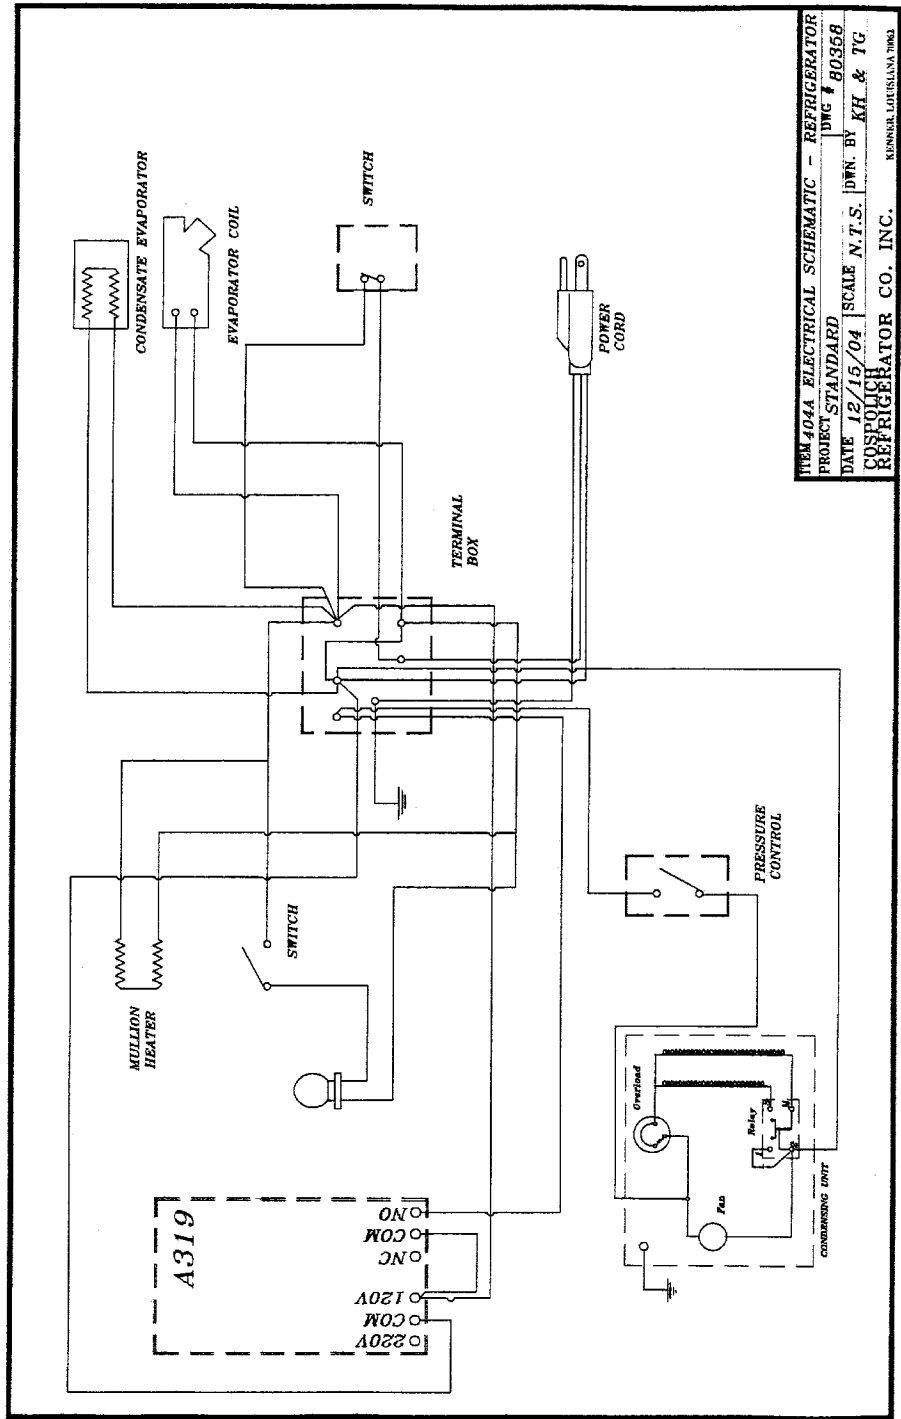 CONDENSATE EVAPORATOR
EVAPORATOR COIL
SWITCH
POWER
CORD
TERMINAL
BOX
MULLION
HEATER
SWITCH
PRESSURE
CONTROL
A319
NO
COM
NC
120V
COM
220V
Overload
Relay
S
M
Fan
CONDENSING UNIT
ITEM 404A ELECTRICAL SCHEMATIC - REFRIGERATOR
PROJECT STANDARD DWG # 80358
DATE 12/15/04 SCALE N.T.S. DWN. BY KH & TG
COSPOLICH
REFRIGERATOR CO. INC. KENNER, LOUISIANA 70062